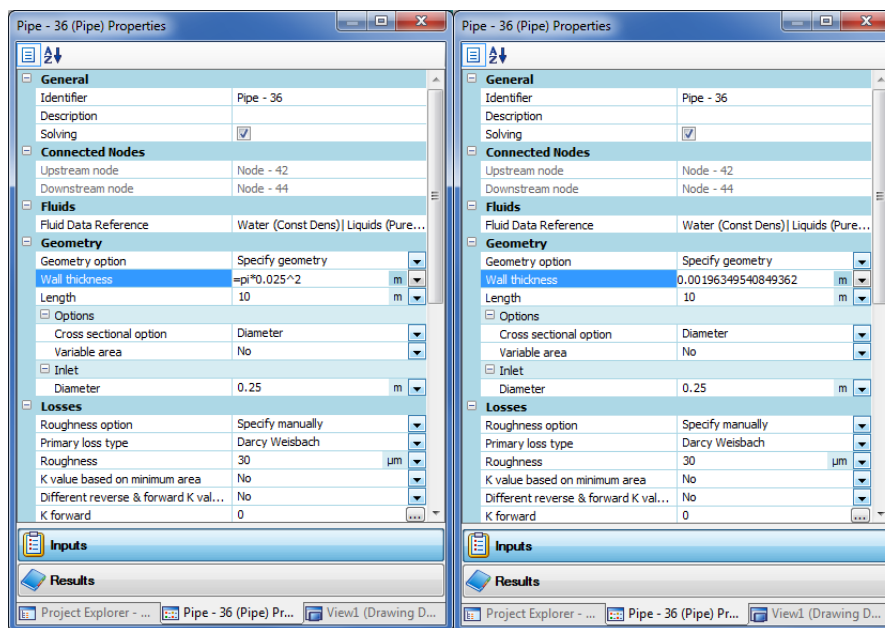 Pipe - 36 (Pipe) Properties
General
Identifier Pipe - 36
Description
Solving
Connected Nodes
Upstream node Node - 42
Downstream node Node - 44
Fluids
Fluid Data Reference Water (Const Dens)| Liquids (Pure...
Geometry
Geometry option Specify geometry
Wall thickness =pi*0.025^2 m
Length 10 m
Options
Cross sectional option Diameter
Variable area No
Inlet
Diameter 0.25 m
Losses
Roughness option Specify manually
Primary loss type Darcy Weisbach
Roughness 30 µm
K value based on minimum area No
Different reverse & forward K val... No
K forward 0 ...
Inputs
Results
Project Explorer - ... Pipe - 36 (Pipe) Pr... View1 (Drawing D...
Pipe - 36 (Pipe) Properties
General
Identifier Pipe - 36
Description
Solving
Connected Nodes
Upstream node Node - 42
Downstream node Node - 44
Fluids
Fluid Data Reference Water (Const Dens)| Liquids (Pure...
Geometry
Geometry option Specify geometry
Wall thickness 0.00196349540849362 m
Length 10 m
Options
Cross sectional option Diameter
Variable area No
Inlet
Diameter 0.25 m
Losses
Roughness option Specify manually
Primary loss type Darcy Weisbach
Roughness 30 µm
K value based on minimum area No
Different reverse & forward K val... No
K forward 0 ...
Inputs
Results
Project Explorer - ... Pipe - 36 (Pipe) Pr... View1 (Drawing D...